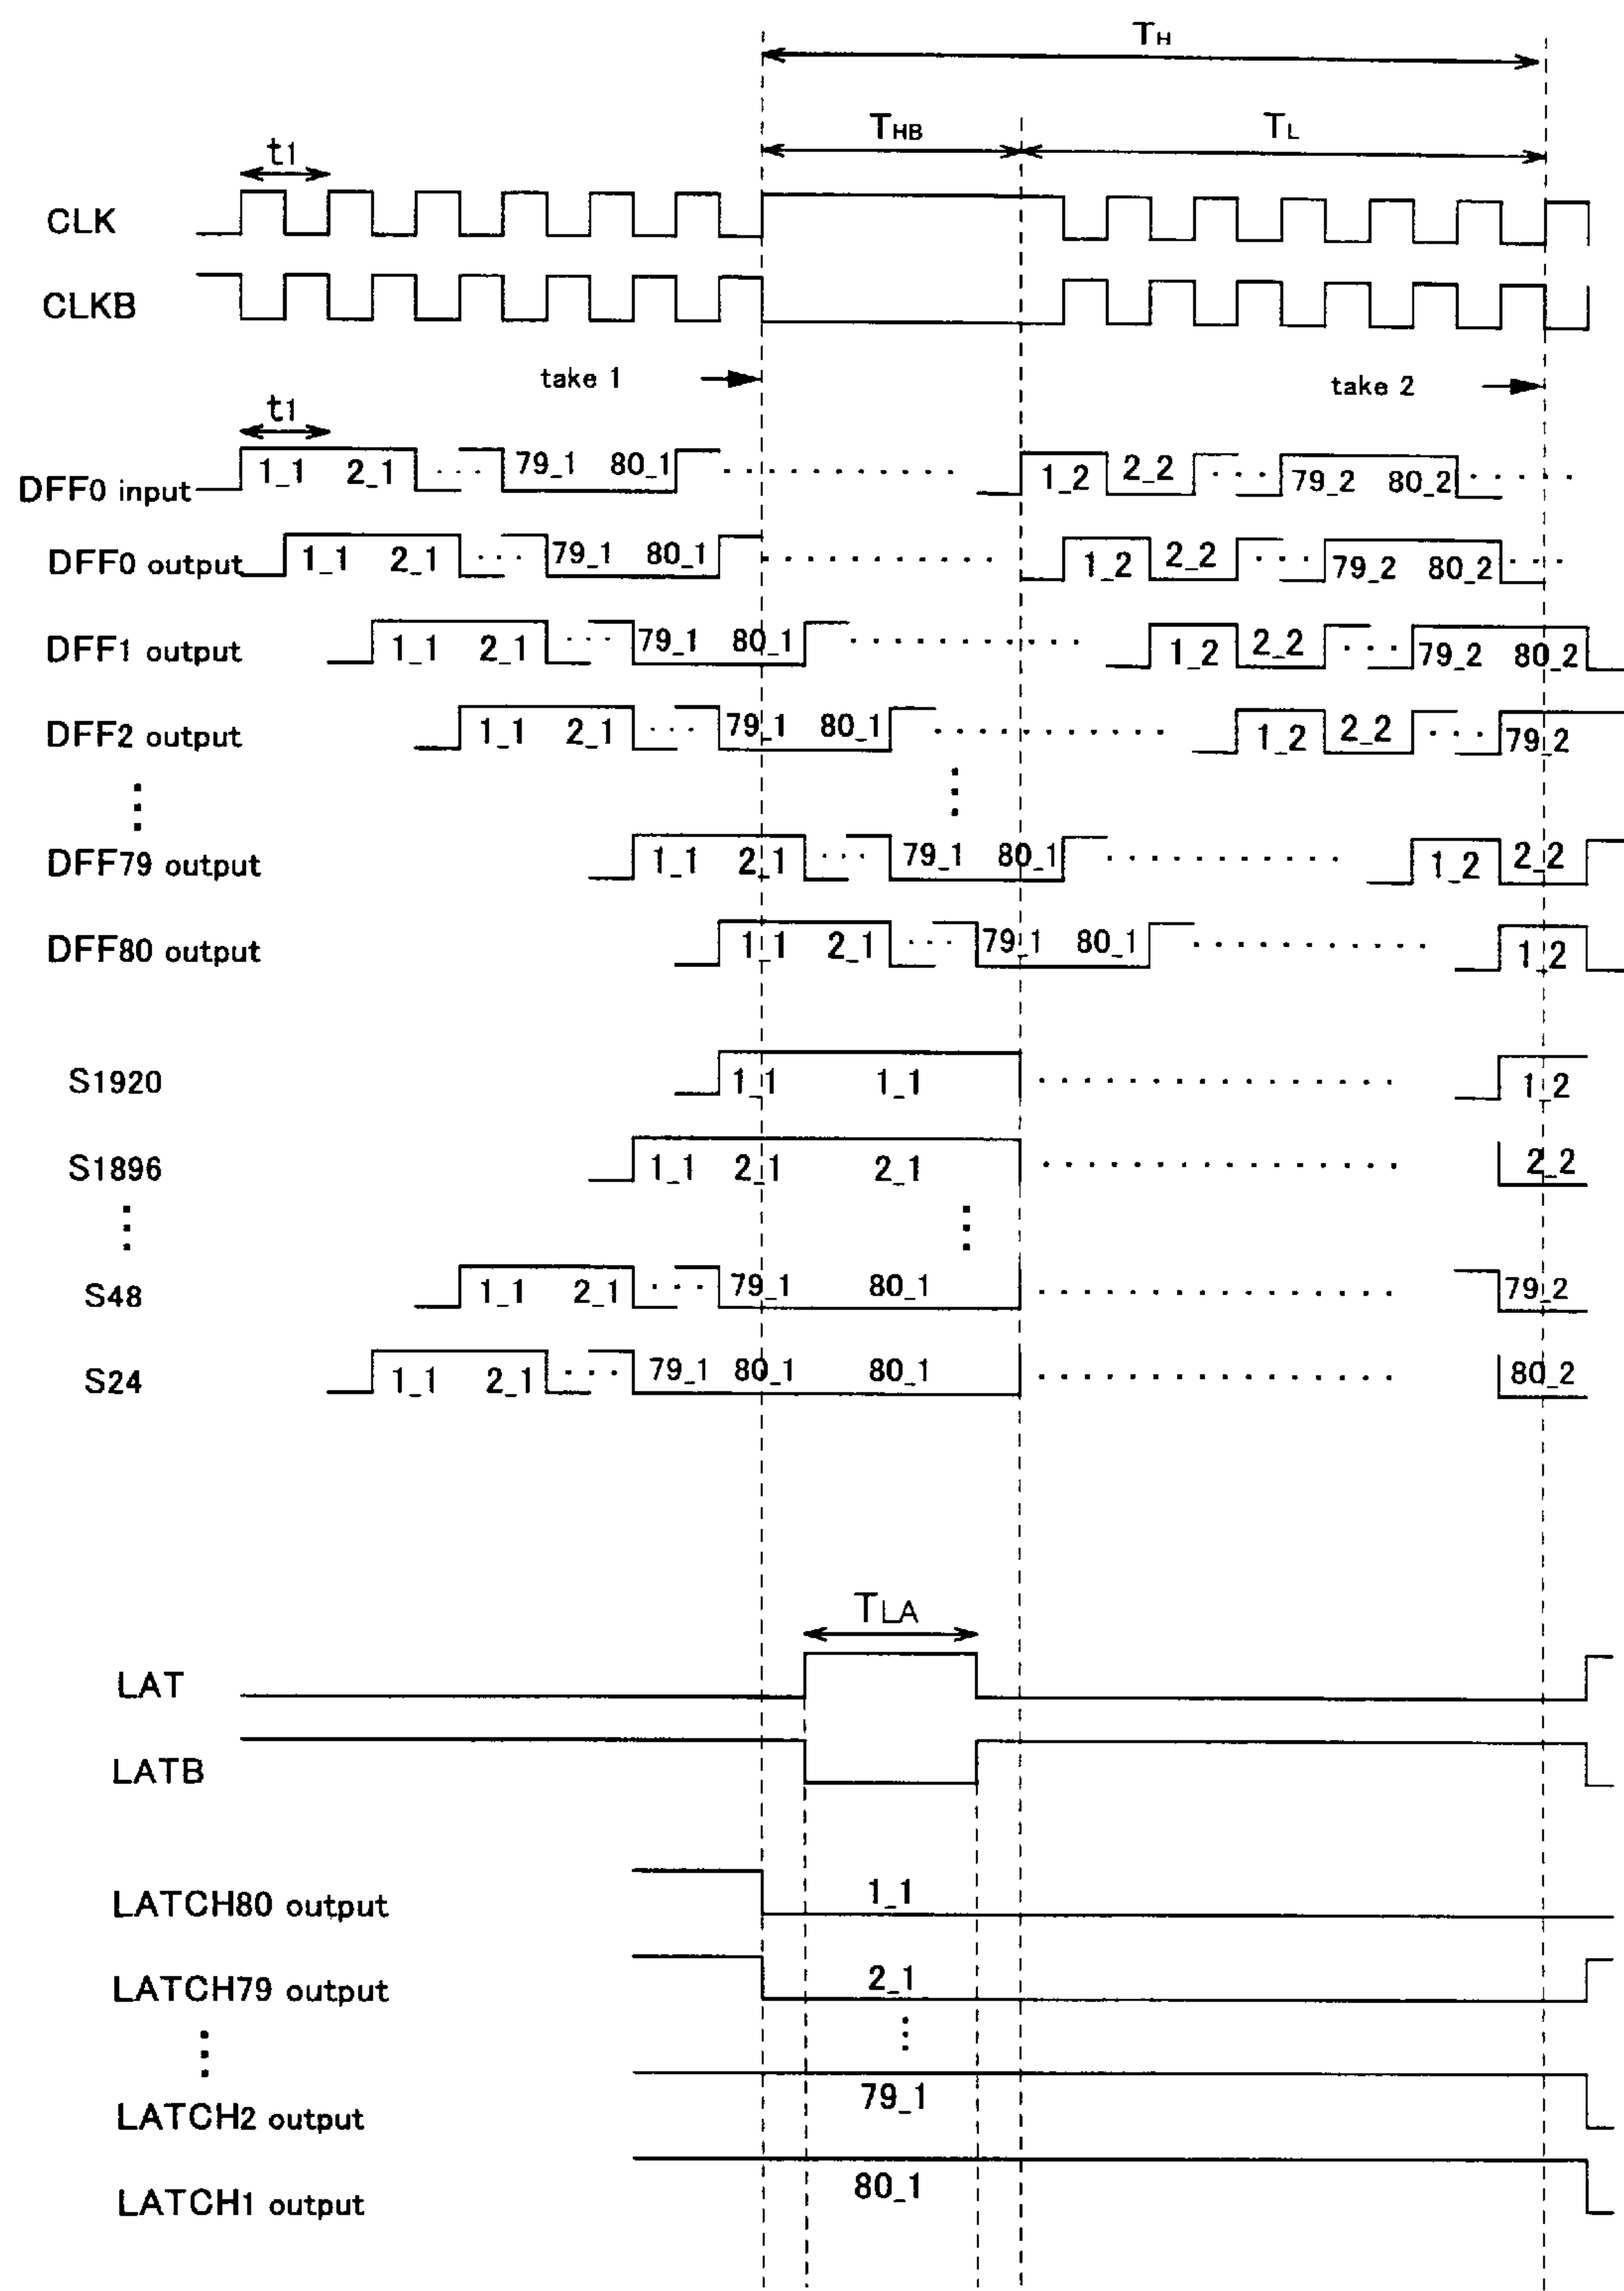 TH
THB TL
t1
CLK
CLKB
take 1 take 2
t1
DFF0 input 1_1 2_1 ... 79_1 80_1 ............ 1_2 2_2 ... 79_2 80_2 .....
DFF0 output 1_1 2_1 ... 79_1 80_1 ............ 1_2 2_2 ... 79_2 80_2 ...
DFF1 output 1_1 2_1 ... 79_1 80_1 ............ 1_2 2_2 ... 79_2 80_2
DFF2 output 1_1 2_1 ... 79_1 80_1 ............ 1_2 2_2 ... 79_2
⋮ ⋮
DFF79 output 1_1 2_1 ... 79_1 80_1 ............ 1_2 2_2
DFF80 output 1_1 2_1 ... 79_1 80_1 ............ 1_2
S1920 1_1 1_1 ................ 1_2
S1896 1_1 2_1 2_1 ................ 2_2
⋮ ⋮
S48 1_1 2_1 ... 79_1 80_1 ................ 79_2
S24 1_1 2_1 ... 79_1 80_1 80_1 ................ 80_2
TLA
LAT
LATB
LATCH80 output 1_1
LATCH79 output 2_1
⋮ ⋮
LATCH2 output 79_1
LATCH1 output 80_1